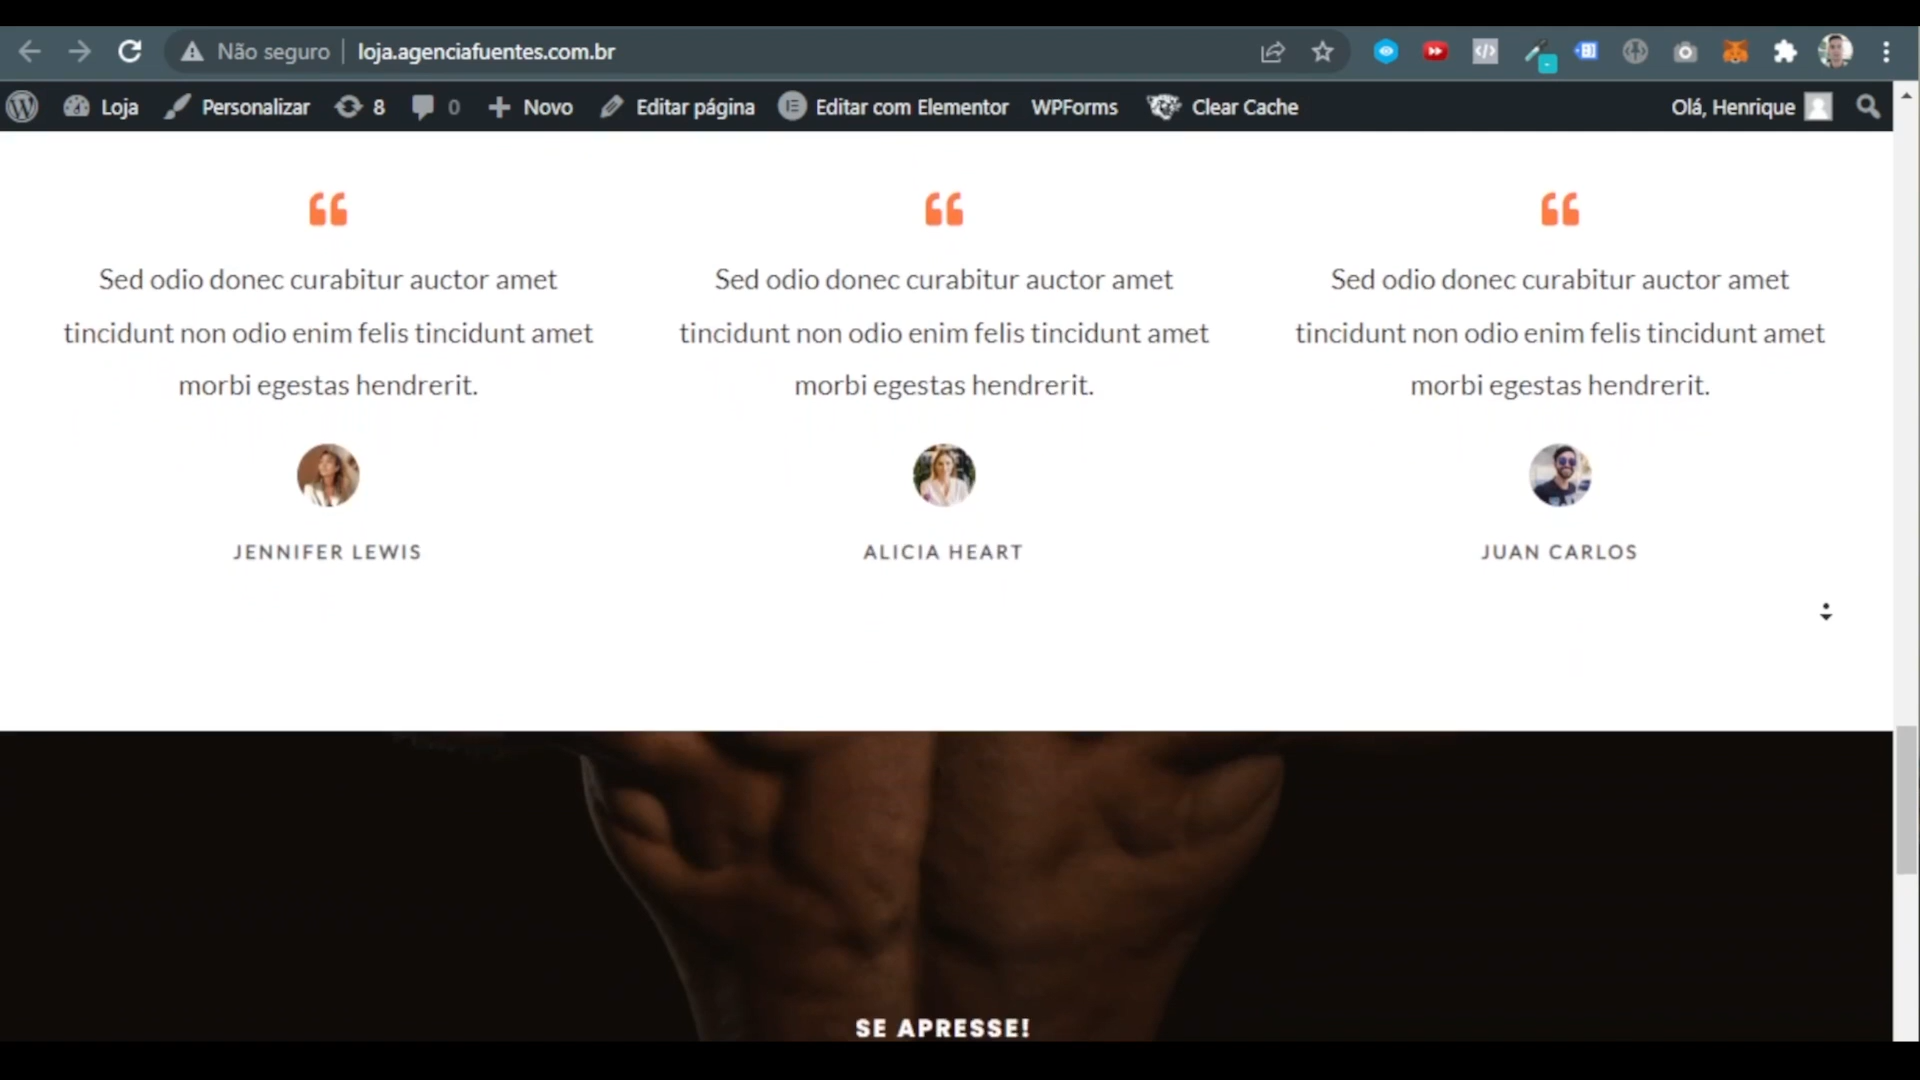 Não seguro
loja.agenciafuentes.com.br
Loja
Personalizar
8
0
Novo
Editar página
Editar com Elementor
WPForms
Clear Cache
Olá, Henrique
Sed odio donec curabitur auctor amet
tincidunt non odio enim felis tincidunt amet
morbi egestas hendrerit.
JENNIFER LEWIS
Sed odio donec curabitur auctor amet
tincidunt non odio enim felis tincidunt amet
morbi egestas hendrerit.
ALICIA HEART
Sed odio donec curabitur auctor amet
tincidunt non odio enim felis tincidunt amet
morbi egestas hendrerit.
JUAN CARLOS
SE APRESSE!